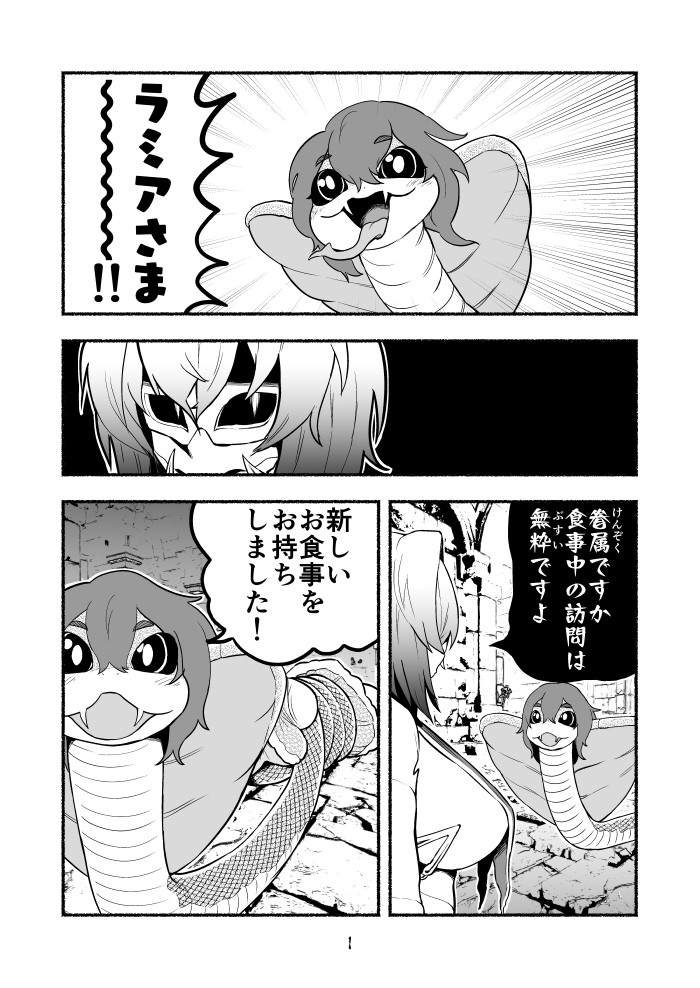 ラシアさま
〜〜〜〜!!
眷属ですか
けんぞく
食事中の訪問は
無粋ですよ
ぶすい
新しい
お食事を
お持ち
しました！
1